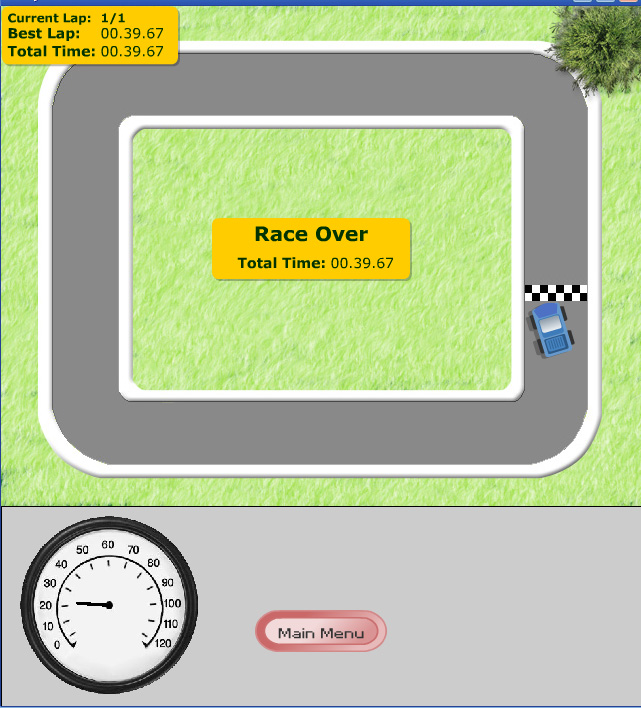 Current Lap: 1/1
Best Lap: 00.39.67
Total Time: 00.39.67
Race Over
Total Time: 00.39.67
60
50 70
40 80
30 90
20 100
10 110
0 120
Main Menu